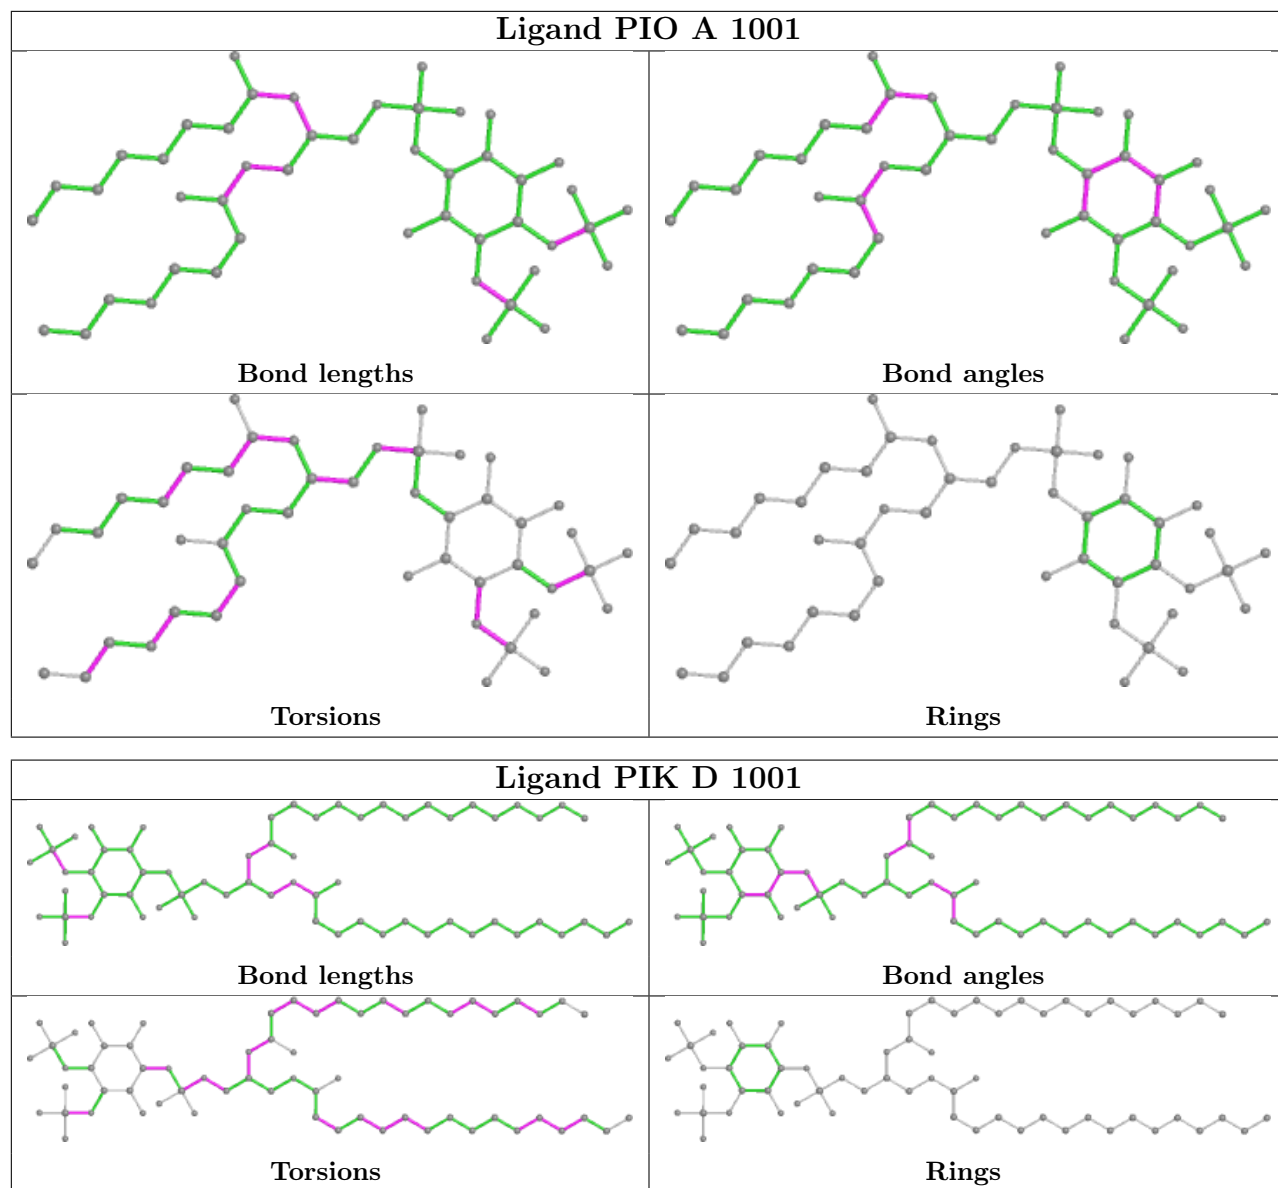 Ligand PIO A 1001
Bond lengths
Bond angles
Torsions
Rings
Ligand PIK D 1001
Bond lengths
Bond angles
Torsions
Rings